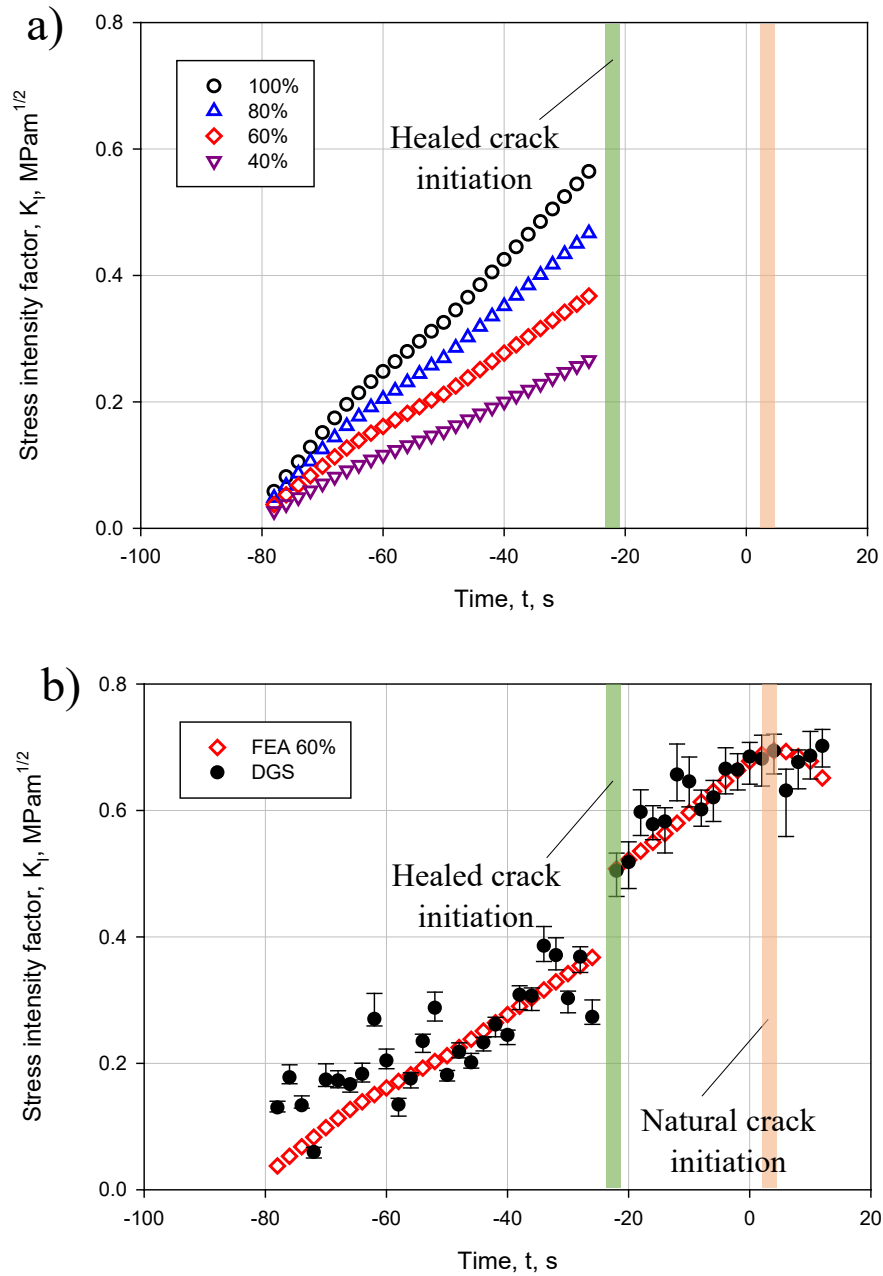 a)
0.8
0.6
0.4
0.2
0.0
Stress intensity factor, K_I, MPam^1/2
100%
80%
60%
40%
Healed crack
initiation
-100 -80 -60 -40 -20 0 20
Time, t, s
b)
0.8
0.6
0.4
0.2
0.0
Stress intensity factor, K_I, MPam^1/2
FEA 60%
DGS
Healed crack
initiation
Natural crack
initiation
-100 -80 -60 -40 -20 0 20
Time, t, s